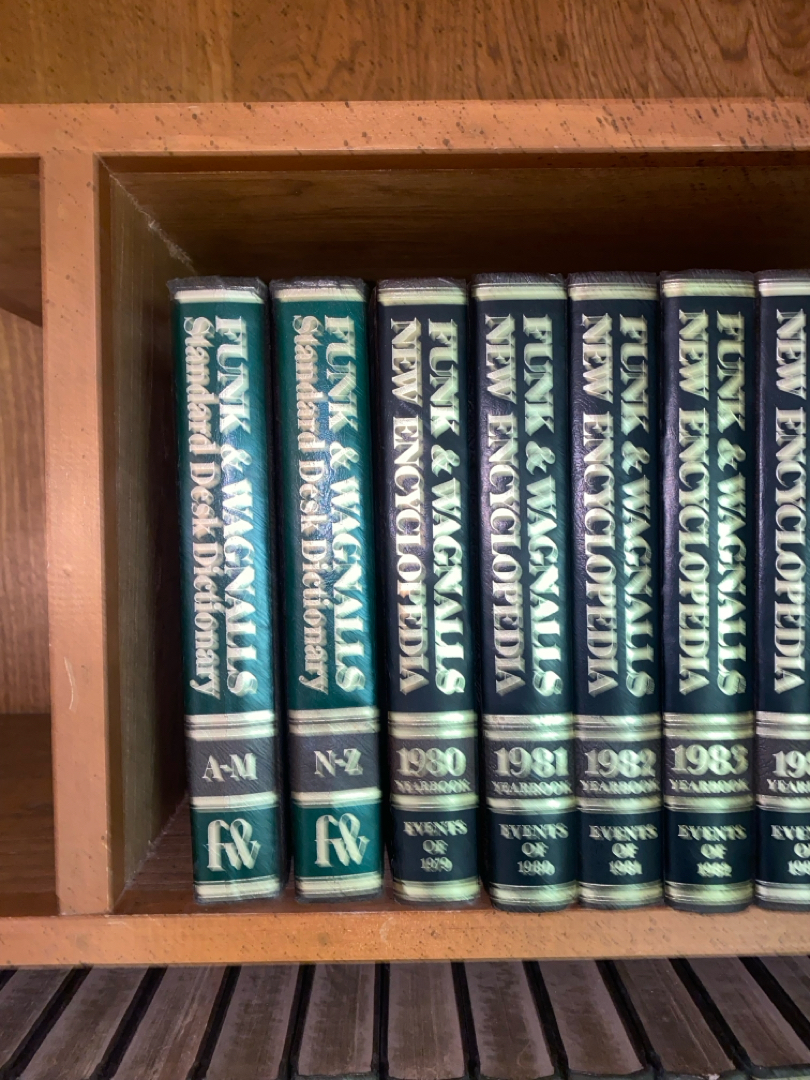 FUNK & WAGNALLS
Standard Desk Dictionary
A-M
f&w
FUNK & WAGNALLS
Standard Desk Dictionary
N-Z
f&w
FUNK & WAGNALLS
NEW ENCYCLOPEDIA
1980
YEARBOOK
EVENTS
OF
1979
FUNK & WAGNALLS
NEW ENCYCLOPEDIA
1981
YEARBOOK
EVENTS
OF
1980
FUNK & WAGNALLS
NEW ENCYCLOPEDIA
1982
YEARBOOK
EVENTS
OF
1981
FUNK & WAGNALLS
NEW ENCYCLOPEDIA
1983
YEARBOOK
EVENTS
OF
1982
NEW ENCYCLOPEDIA